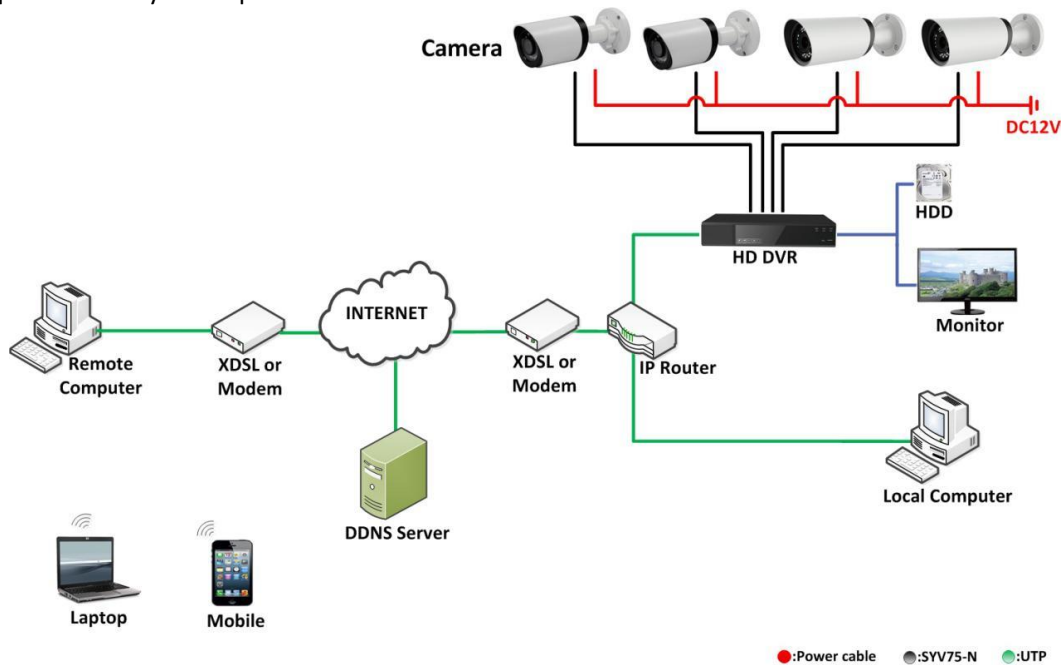 Camera
DC12V
HDD
HD DVR
INTERNET
Monitor
Remote
Computer
XDSL or
Modem
XDSL or
Modem
IP Router
Local Computer
DDNS Server
Laptop
Mobile
:Power cable
:SYV75-N
:UTP